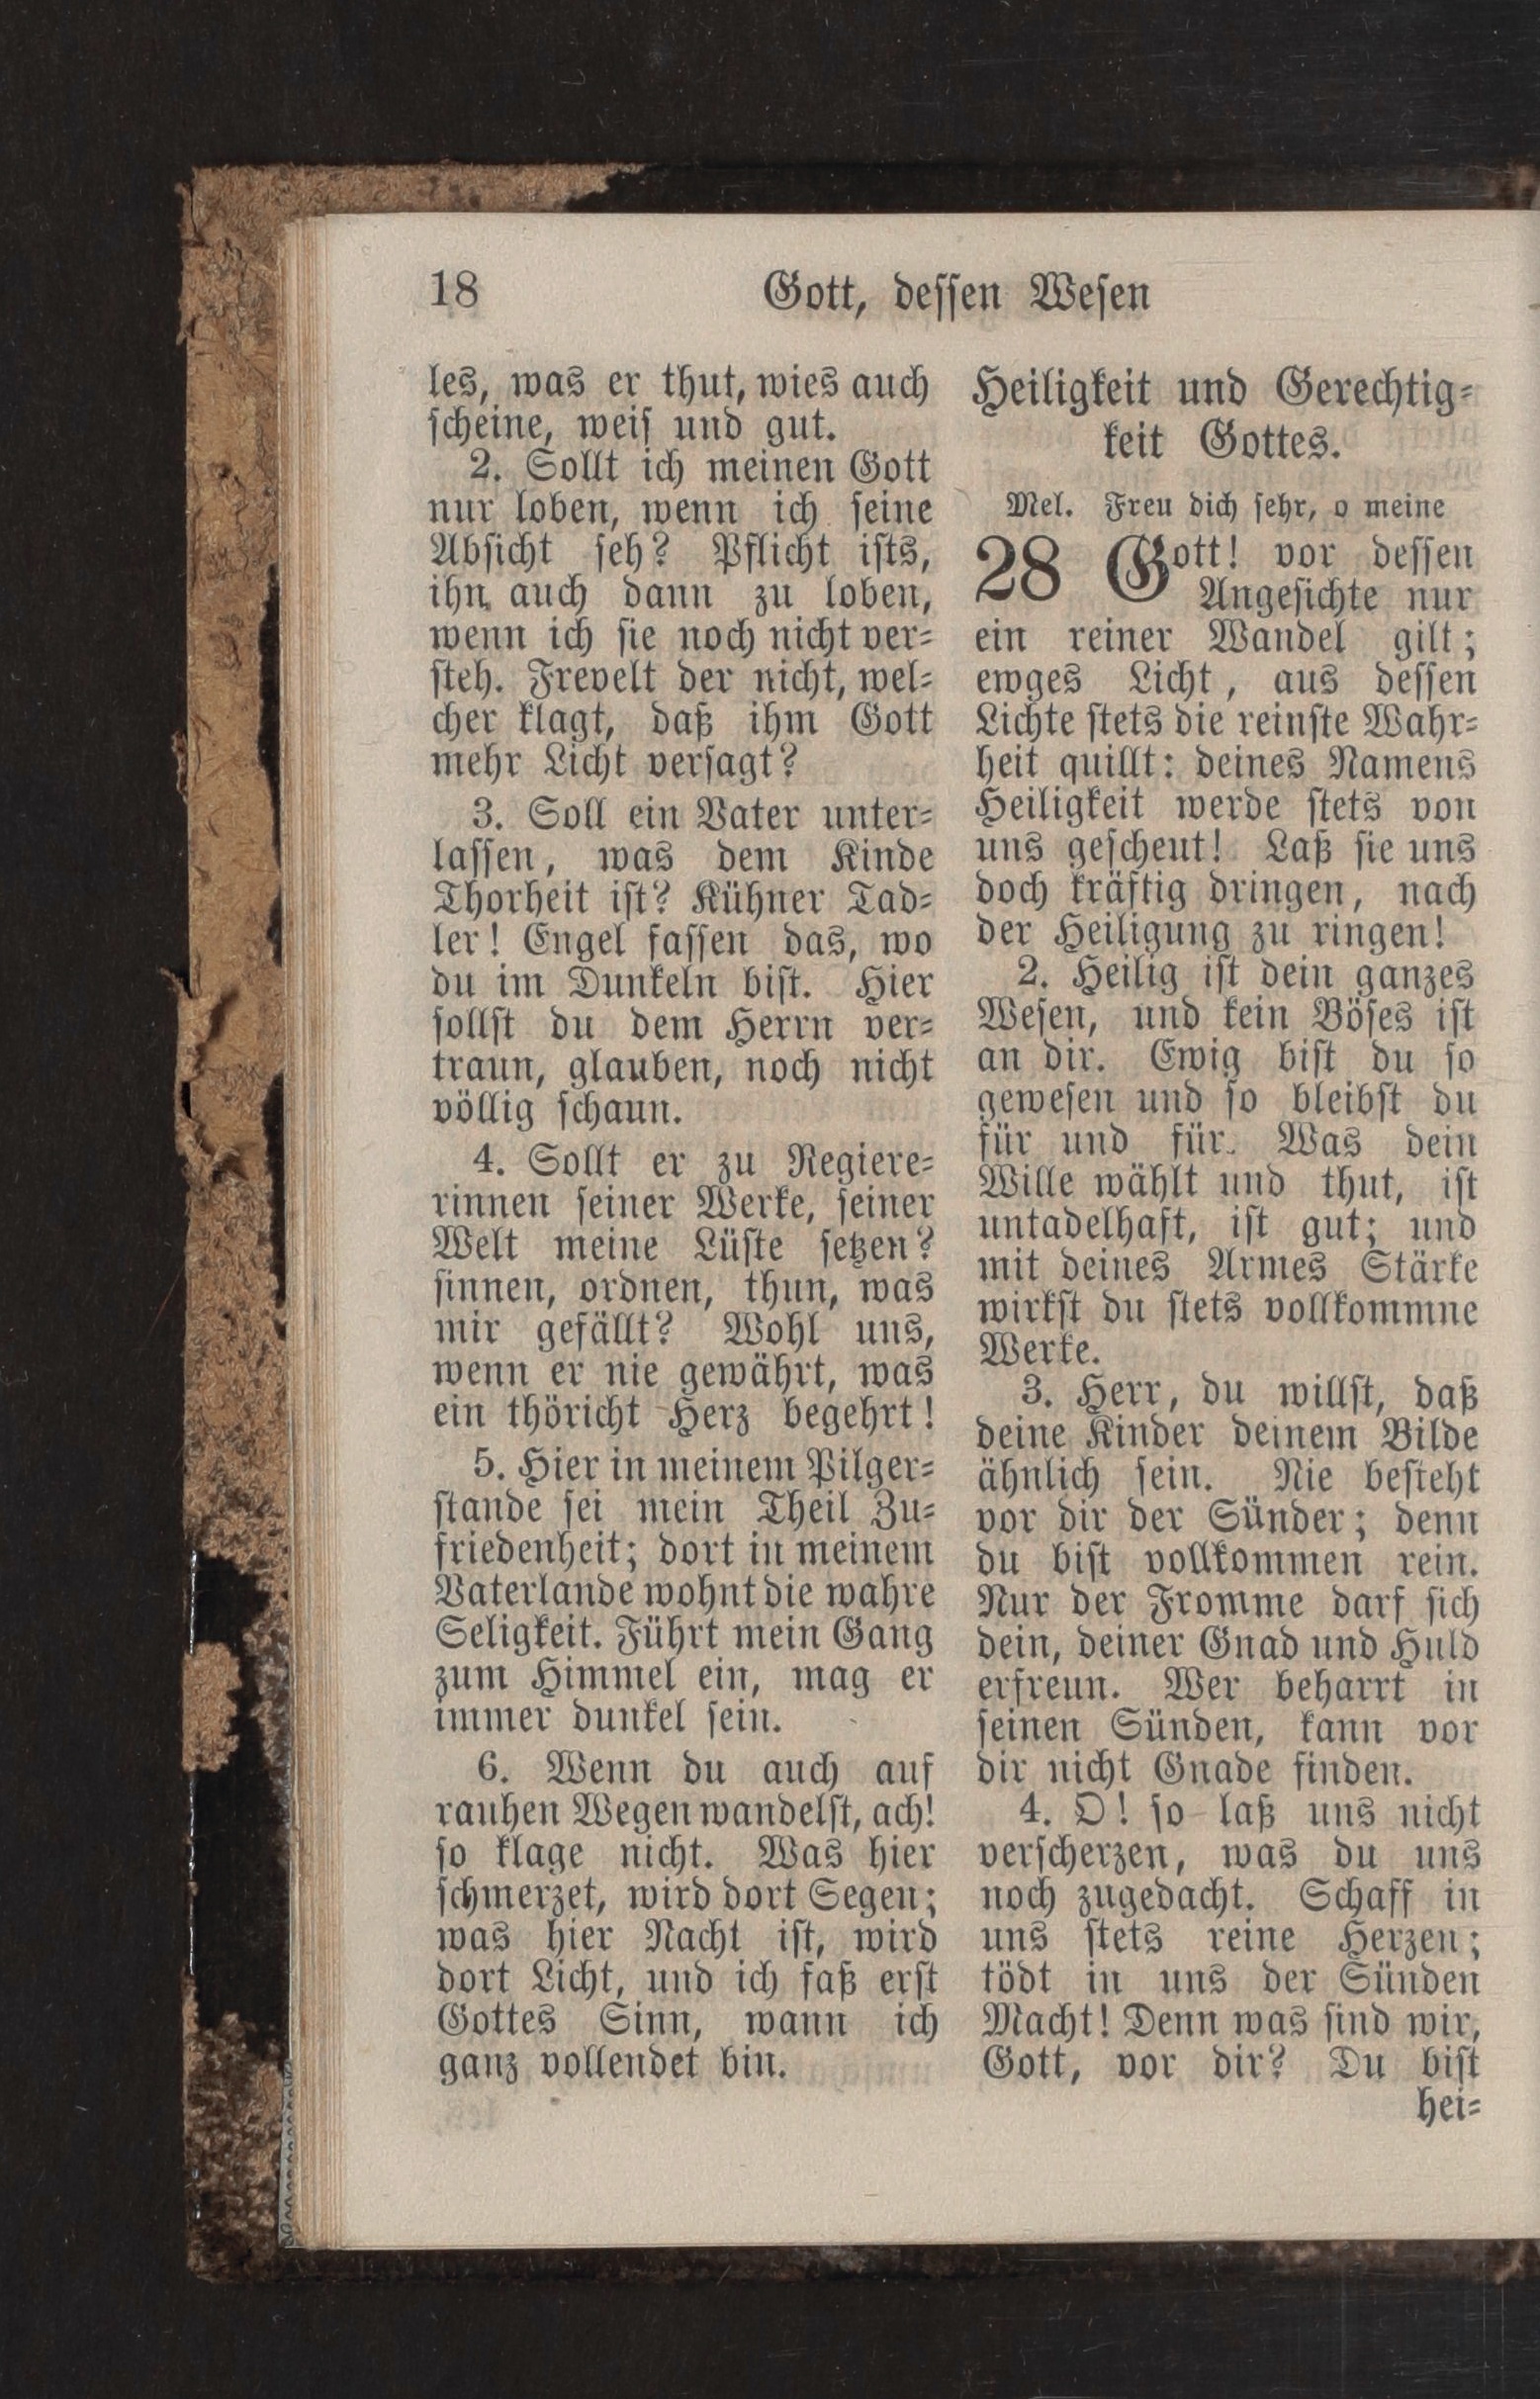 18
Gott, dessen Wesen
les, was er thut, wies auch
scheine, weis und gut.
2. Sollt ich meinen Gott
nur loben, wenn ich seine
Absicht seh? Pflicht ists,
ihn auch dann zu loben,
wenn ich sie noch nicht ver-
steh. Frevelt der nicht, wel-
cher klagt, daß ihm Gott
mehr Licht versagt?
3. Soll ein Vater unter-
lassen, was dem Kinde
Thorheit ist? Kühner Tad-
ler! Engel fassen das, wo
du im Dunkeln bist. Hier
sollst du dem Herrn ver-
traun, glauben, noch nicht
völlig schaun.
4. Sollt er zu Regiere-
rinnen seiner Werke, seiner
Welt meine Lüste setzen?
sinnen, ordnen, thun, was
mir gefällt? Wohl uns,
wenn er nie gewährt, was
ein thöricht Herz begehrt!
5. Hier in meinem Pilger-
stande sei mein Theil Zu-
friedenheit; dort in meinem
Vaterlande wohnt die wahre
Seligkeit. Führt mein Gang
zum Himmel ein, mag er
immer dunkel sein.
6. Wenn du auch auf
rauhen Wegen wandelst, ach!
so klage nicht. Was hier
schmerzet, wird dort Segen;
was hier Nacht ist, wird
dort Licht, und ich faß erst
Gottes Sinn, wann ich
ganz vollendet bin.
Heiligkeit und Gerechtig-
keit Gottes.
Mel. Freu dich sehr, o meine
28 Gott! vor dessen
Angesichte nur
ein reiner Wandel gilt;
ewges Licht, aus dessen
Lichte stets die reinste Wahr-
heit quillt: deines Namens
Heiligkeit werde stets von
uns gescheut! Laß sie uns
doch kräftig dringen, nach
der Heiligung zu ringen!
2. Heilig ist dein ganzes
Wesen, und kein Böses ist
an dir. Ewig bist du so
gewesen und so bleibst du
für und für. Was dein
Wille wählt und thut, ist
untadelhaft, ist gut; und
mit deines Armes Stärke
wirkst du stets vollkommne
Werke.
3. Herr, du willst, daß
deine Kinder deinem Bilde
ähnlich sein. Nie besteht
vor dir der Sünder; denn
du bist vollkommen rein.
Nur der Fromme darf sich
dein, deiner Gnad und Huld
erfreun. Wer beharrt in
seinen Sünden, kann vor
dir nicht Gnade finden.
4. O! so laß uns nicht
verscherzen, was du uns
noch zugedacht. Schaff in
uns stets reine Herzen;
tödt in uns der Sünden
Macht! Denn was sind wir,
Gott, vor dir? Du bist
hei-